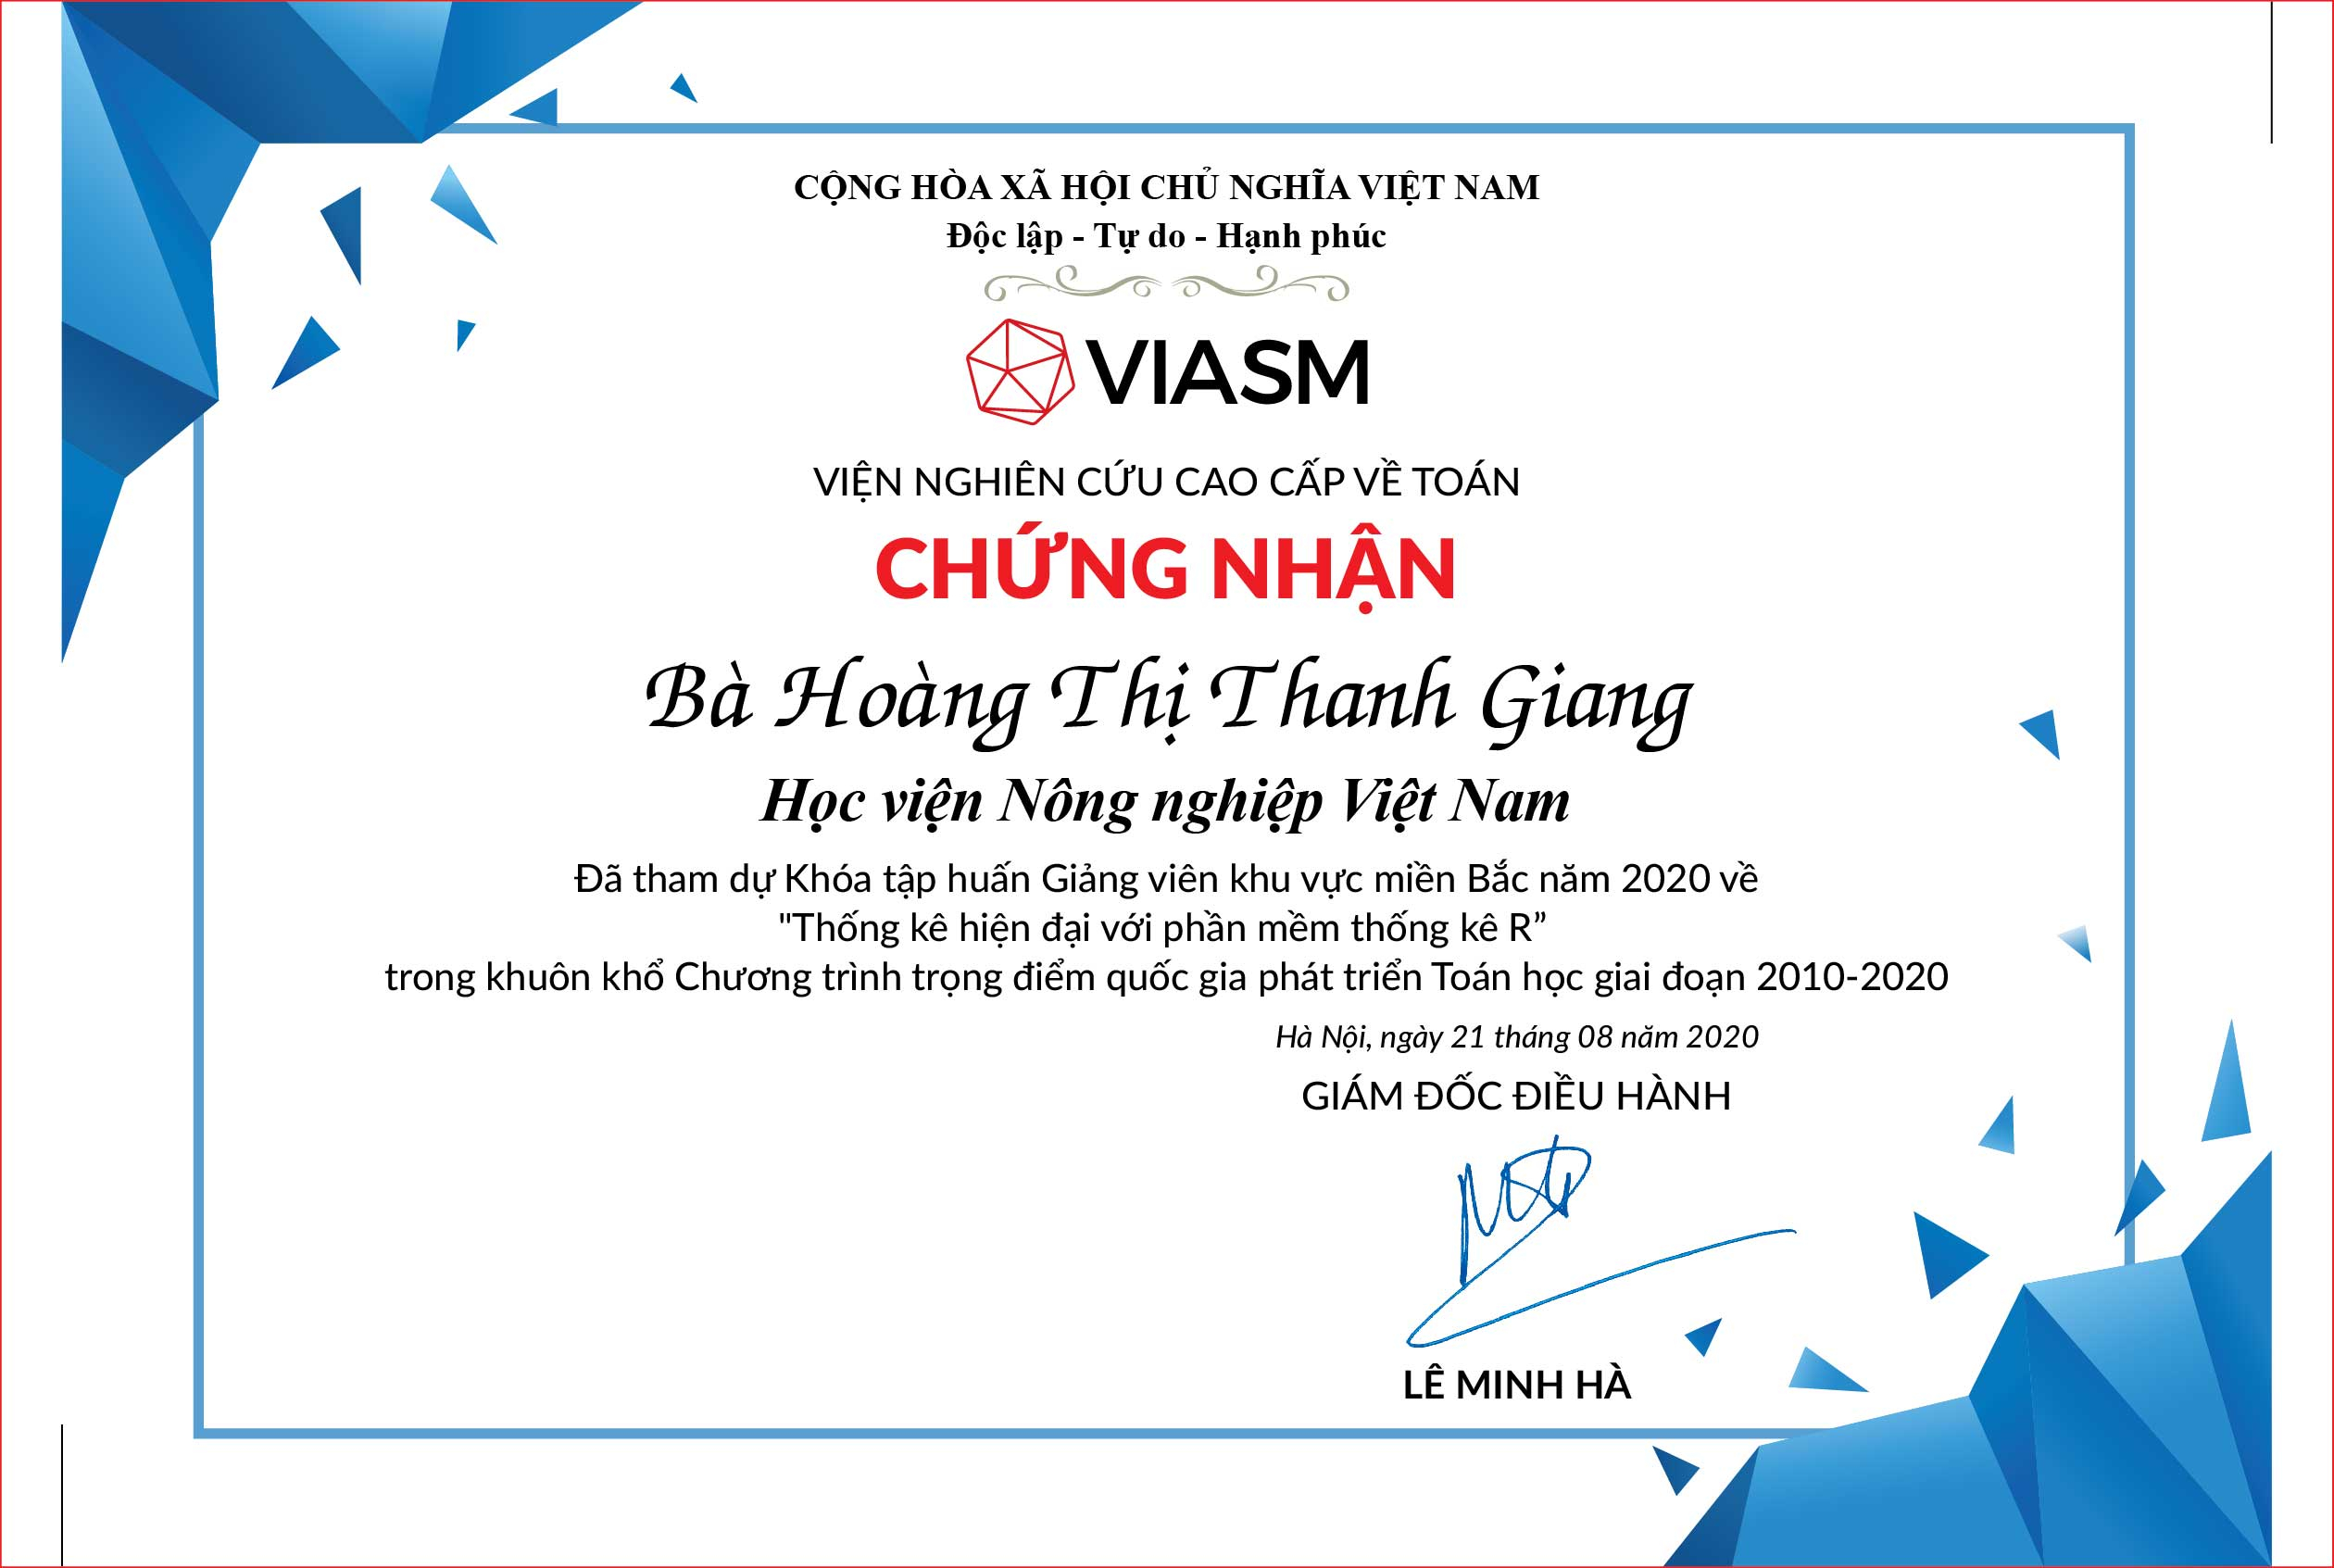 CỘNG HÒA XÃ HỘI CHỦ NGHĨA VIỆT NAM
Độc lập - Tự do - Hạnh phúc
VIASM
VIỆN NGHIÊN CỨU CAO CẤP VỀ TOÁN
CHỨNG NHẬN
Bà Hoàng Thị Thanh Giang
Học viện Nông nghiệp Việt Nam
Đã tham dự Khóa tập huấn Giảng viên khu vực miền Bắc năm 2020 về
"Thống kê hiện đại với phần mềm thống kê R”
trong khuôn khổ Chương trình trọng điểm quốc gia phát triển Toán học giai đoạn 2010-2020
Hà Nội, ngày 21 tháng 08 năm 2020
GIÁM ĐỐC ĐIỀU HÀNH
LÊ MINH HÀ